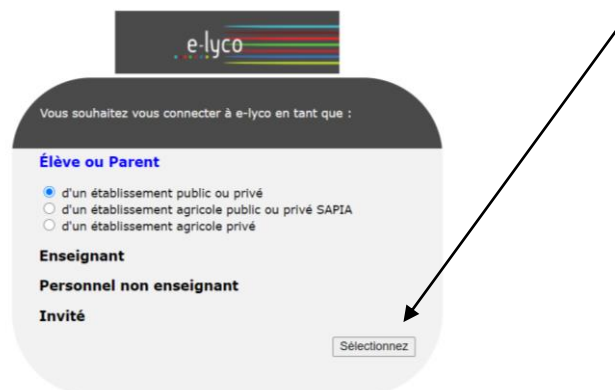 e-lyco
Vous souhaitez vous connecter à e-lyco en tant que :
Élève ou Parent
d'un établissement public ou privé
d'un établissement agricole public ou privé SAPIA
d'un établissement agricole privé
Enseignant
Personnel non enseignant
Invité
Sélectionnez